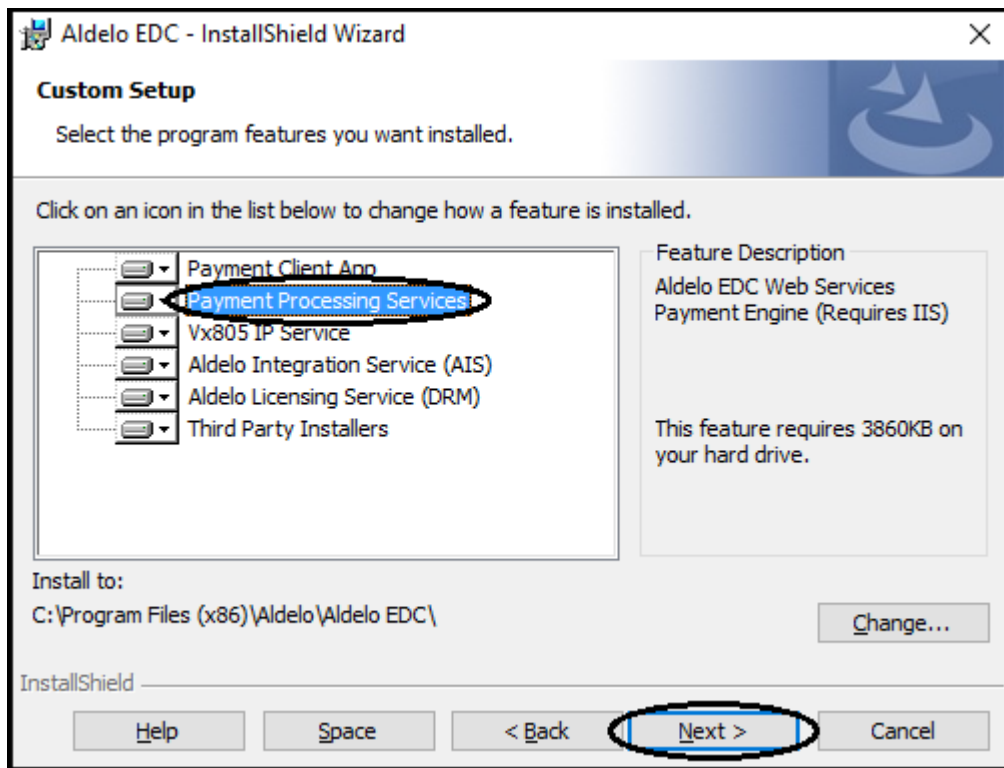 Aldelo EDC - InstallShield Wizard
Custom Setup
Select the program features you want installed.
Click on an icon in the list below to change how a feature is installed.
Payment Client App
Payment Processing Services
Vx805 IP Service
Aldelo Integration Service (AIS)
Aldelo Licensing Service (DRM)
Third Party Installers
Feature Description
Aldelo EDC Web Services
Payment Engine (Requires IIS)
This feature requires 3860KB on
your hard drive.
Install to:
C:\Program Files (x86)\Aldelo\Aldelo EDC\
Change...
InstallShield
Help
Space
< Back
Next >
Cancel